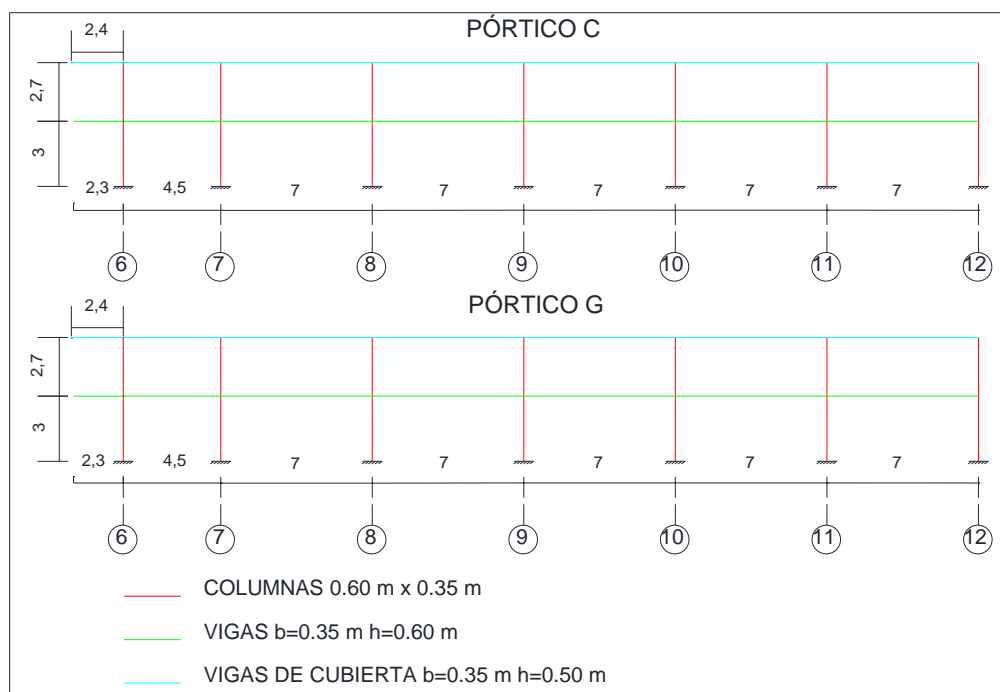 PÓRTICO C
2,4
2,7
3
2,3 4,5 7 7 7 7 7
6 7 8 9 10 11 12
PÓRTICO G
2,4
2,7
3
2,3 4,5 7 7 7 7 7
6 7 8 9 10 11 12
COLUMNAS 0.60 m x 0.35 m
VIGAS b=0.35 m h=0.60 m
VIGAS DE CUBIERTA b=0.35 m h=0.50 m